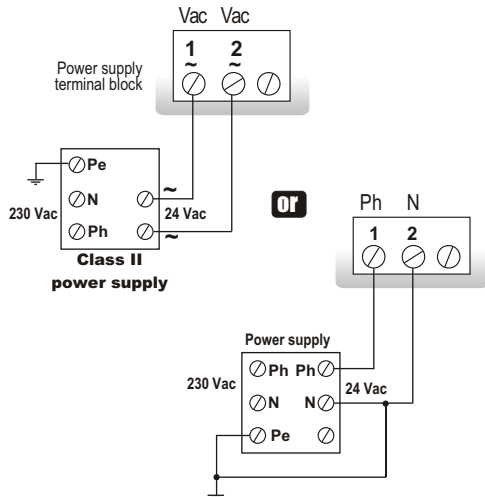 Vac Vac
1 2
~ ~
Power supply
terminal block
Pe
N
Ph
230 Vac
~
24 Vac
~
Class II
power supply
or
Ph N
1 2
Power supply
230 Vac
Ph Ph
N N
Pe
24 Vac